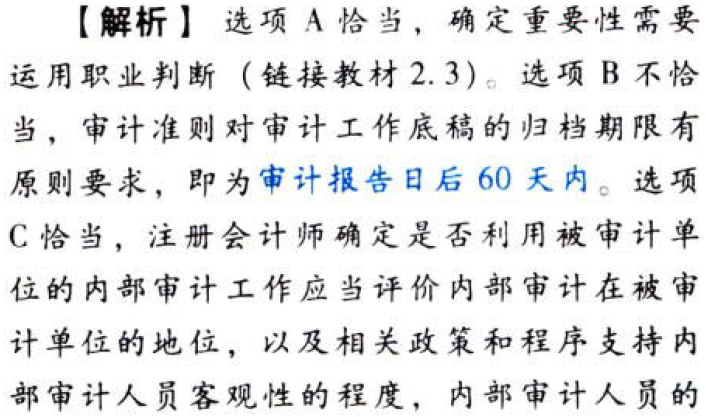 【解析】 选项 A 恰当，确定重要性需要
运用职业判断（链接教材 2.3）。选项 B 不恰
当，审计准则对审计工作底稿的归档期限有
原则要求，即为审计报告日后 60 天内。选项
C 恰当，注册会计师确定是否利用被审计单
位的内部审计工作应当评价内部审计在被审
计单位的地位，以及相关政策和程序支持内
部审计人员客观性的程度，内部审计人员的